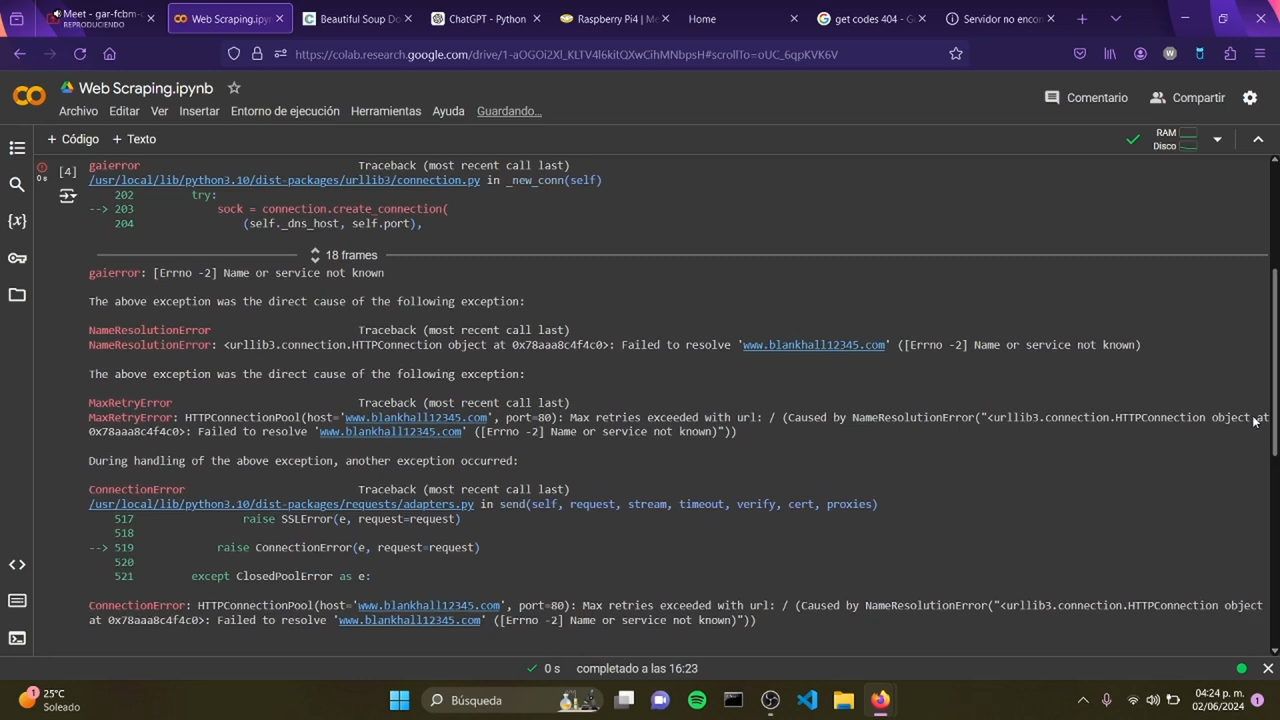 Meet - gar-fcbm-c
REPRODUCIENDO
Web Scraping.ipynb
Beautiful Soup Do
ChatGPT - Python
Raspberry Pi4 | Me
Home
get codes 404 - G
Servidor no encon
https://colab.research.google.com/drive/1-aOGOi2Xl_KLTV4l6kitQXwCihMNbpsH#scrollTo=oUC_6qpKVK6V
Web Scraping.ipynb
Archivo Editar Ver Insertar Entorno de ejecución Herramientas Ayuda Guardando...
Comentario
Compartir
+ Código + Texto
RAM
Disco
0 s
[4]
gaierror Traceback (most recent call last)
/usr/local/lib/python3.10/dist-packages/urllib3/connection.py in _new_conn(self)
202 try:
--> 203 sock = connection.create_connection(
204 (self._dns_host, self.port),
18 frames
gaierror: [Errno -2] Name or service not known
The above exception was the direct cause of the following exception:
NameResolutionError Traceback (most recent call last)
NameResolutionError: <urllib3.connection.HTTPConnection object at 0x78aaa8c4f4c0>: Failed to resolve 'www.blankhall12345.com' ([Errno -2] Name or service not known)
The above exception was the direct cause of the following exception:
MaxRetryError Traceback (most recent call last)
MaxRetryError: HTTPConnectionPool(host='www.blankhall12345.com', port=80): Max retries exceeded with url: / (Caused by NameResolutionError("<urllib3.connection.HTTPConnection object at
0x78aaa8c4f4c0>: Failed to resolve 'www.blankhall12345.com' ([Errno -2] Name or service not known)"))
During handling of the above exception, another exception occurred:
ConnectionError Traceback (most recent call last)
/usr/local/lib/python3.10/dist-packages/requests/adapters.py in send(self, request, stream, timeout, verify, cert, proxies)
517 raise SSLError(e, request=request)
518
--> 519 raise ConnectionError(e, request=request)
520
521 except ClosedPoolError as e:
ConnectionError: HTTPConnectionPool(host='www.blankhall12345.com', port=80): Max retries exceeded with url: / (Caused by NameResolutionError("<urllib3.connection.HTTPConnection object
at 0x78aaa8c4f4c0>: Failed to resolve 'www.blankhall12345.com' ([Errno -2] Name or service not known)"))
0 s completado a las 16:23
1
25°C
Soleado
Búsqueda
04:24 p. m.
02/06/2024
1